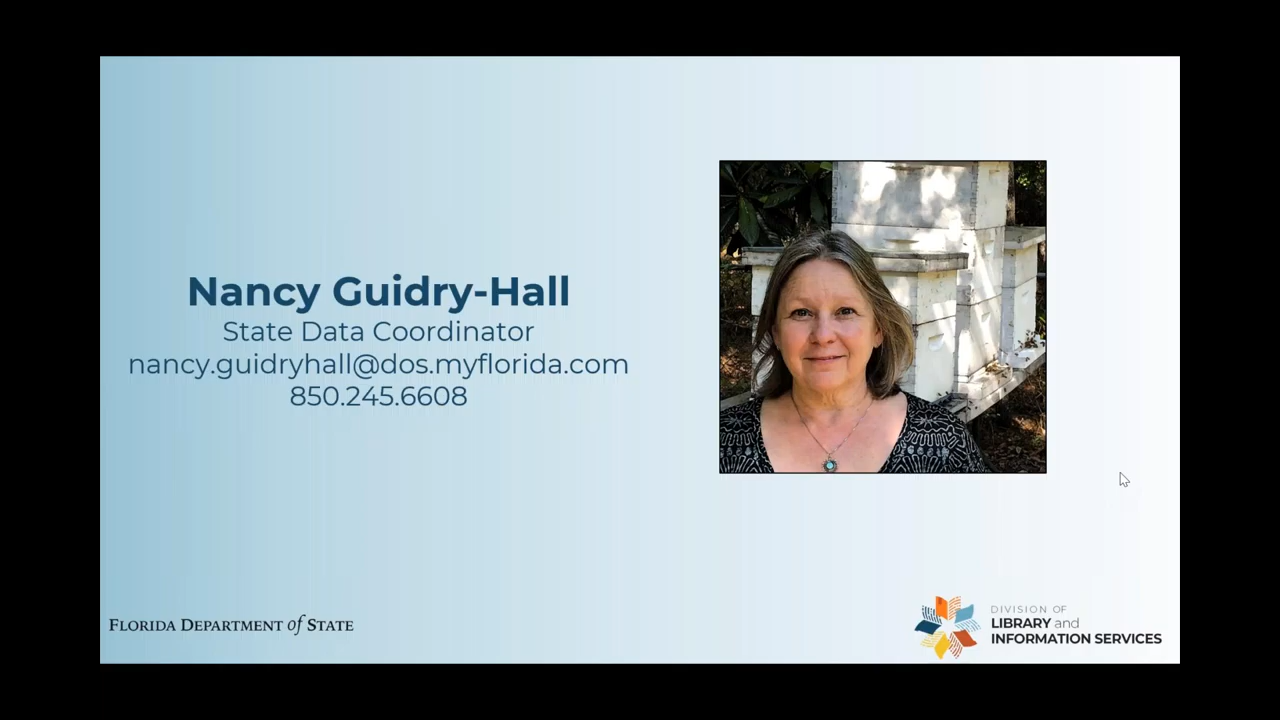 Nancy Guidry-Hall
State Data Coordinator
nancy.guidryhall@dos.myflorida.com
850.245.6608
FLORIDA DEPARTMENT of STATE
DIVISION OF
LIBRARY and
INFORMATION SERVICES